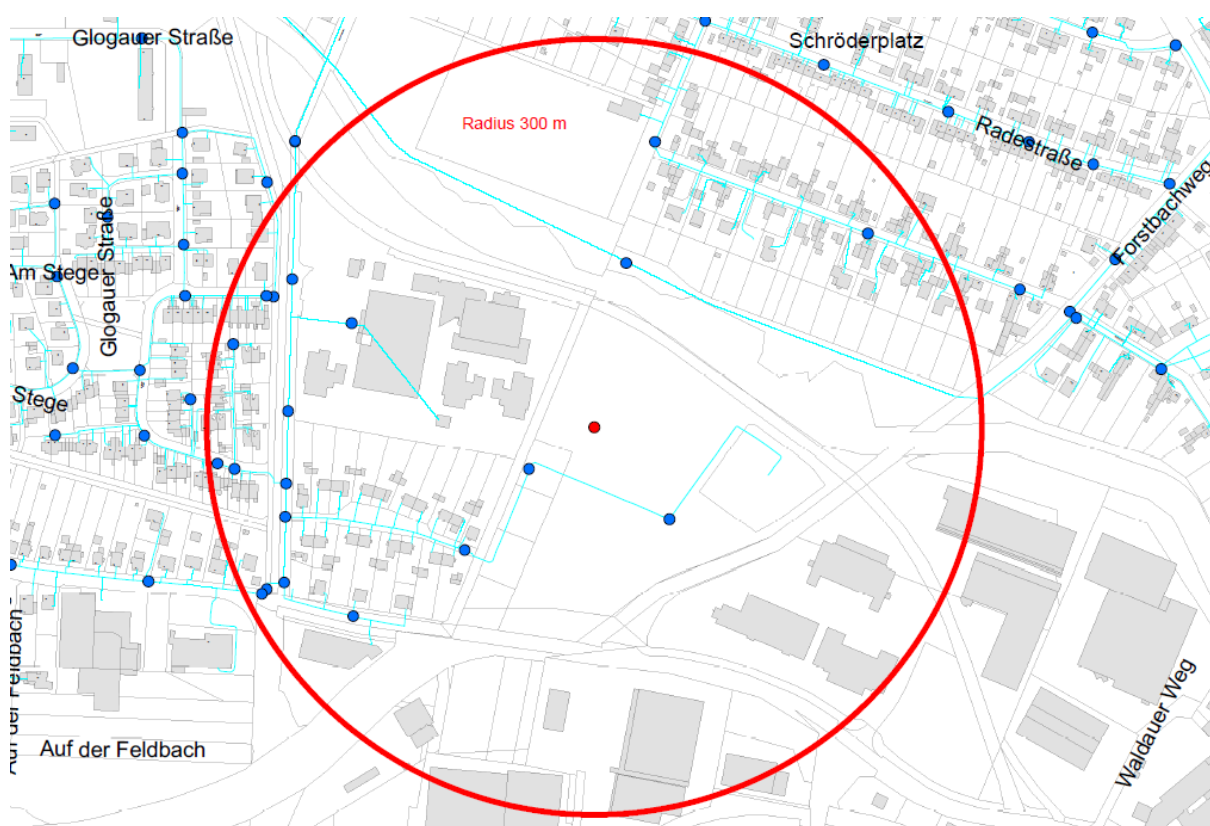 Glogauer Straße
Schröderplatz
Radius 300 m
Radestraße
Forstbachweg
Glogauer Straße
Am Stege
Stege
Auf der Feldbach
Auf der Feldbach
Waldauer Weg